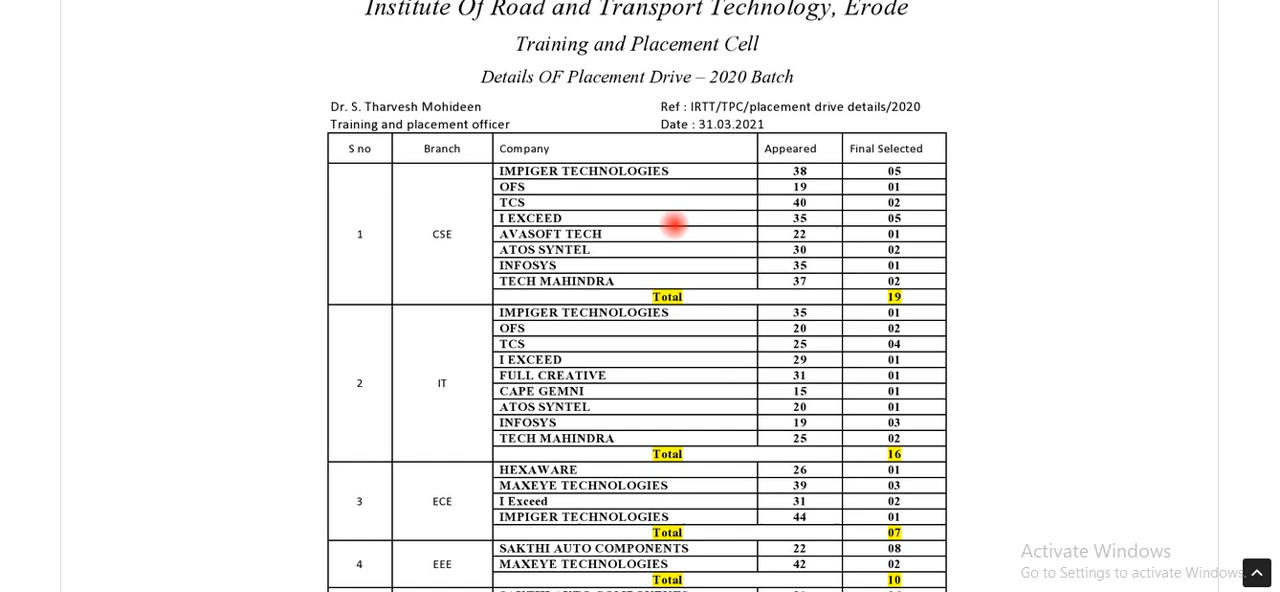 Institute Of Road and Transport Technology, Erode
Training and Placement Cell
Details OF Placement Drive – 2020 Batch
Dr. S. Tharvesh Mohideen Ref : IRTT/TPC/placement drive details/2020
Training and placement officer Date : 31.03.2021
S no Branch Company Appeared Final Selected
IMPIGER TECHNOLOGIES 38 05
OFS 19 01
TCS 40 02
I EXCEED 35 05
1 CSE AVASOFT TECH 22 01
ATOS SYNTEL 30 02
INFOSYS 35 01
TECH MAHINDRA 37 02
Total 19
IMPIGER TECHNOLOGIES 35 01
OFS 20 02
TCS 25 04
I EXCEED 29 01
FULL CREATIVE 31 01
2 IT CAPE GEMNI 15 01
ATOS SYNTEL 20 01
INFOSYS 19 03
TECH MAHINDRA 25 02
Total 16
HEXAWARE 26 01
MAXEYE TECHNOLOGIES 39 03
3 ECE I Exceed 31 02
IMPIGER TECHNOLOGIES 44 01
Total 07
SAKTHI AUTO COMPONENTS 22 08
4 EEE MAXEYE TECHNOLOGIES 42 02
Total 10
Activate Windows
Go to Settings to activate Windows.